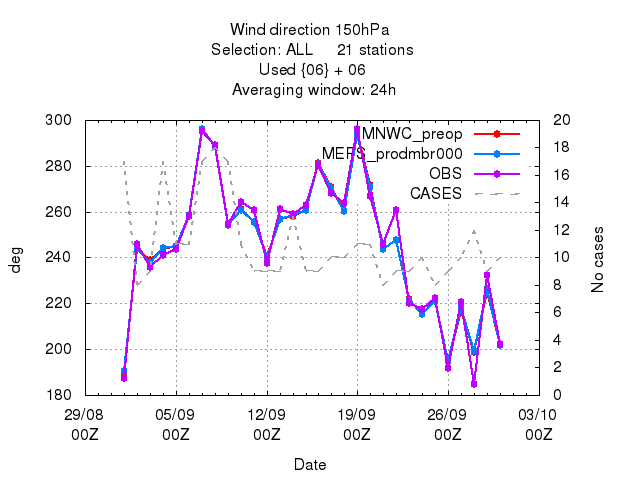 Wind direction 150hPa
Selection: ALL 21 stations
Used {06} + 06
Averaging window: 24h
300
280
260
240
220
200
180
deg
20
18
16
14
12
10
8
6
4
2
0
No cases
MNWC_preop
MEPS_prodmbr000
OBS
CASES
29/08 05/09 12/09 19/09 26/09 03/10
00Z 00Z 00Z 00Z 00Z 00Z
Date